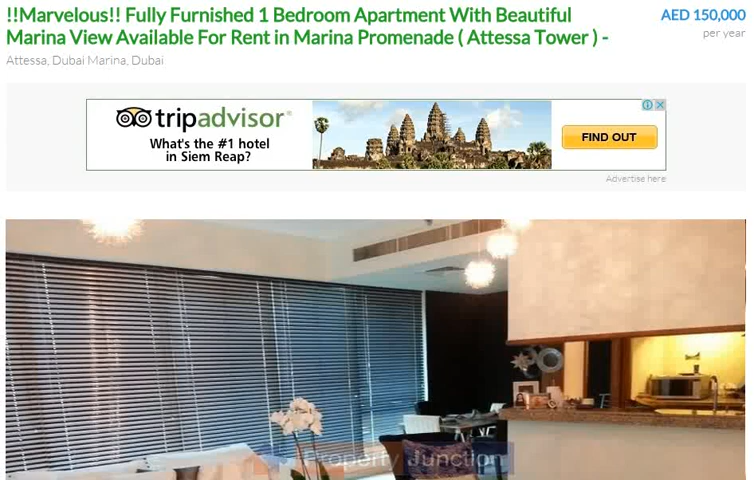 !!Marvelous!! Fully Furnished 1 Bedroom Apartment With Beautiful
Marina View Available For Rent in Marina Promenade ( Attessa Tower ) -
AED 150,000
per year
Attessa, Dubai Marina, Dubai
tripadvisor®
What's the #1 hotel
in Siem Reap?
FIND OUT
Advertise here
Property Junction